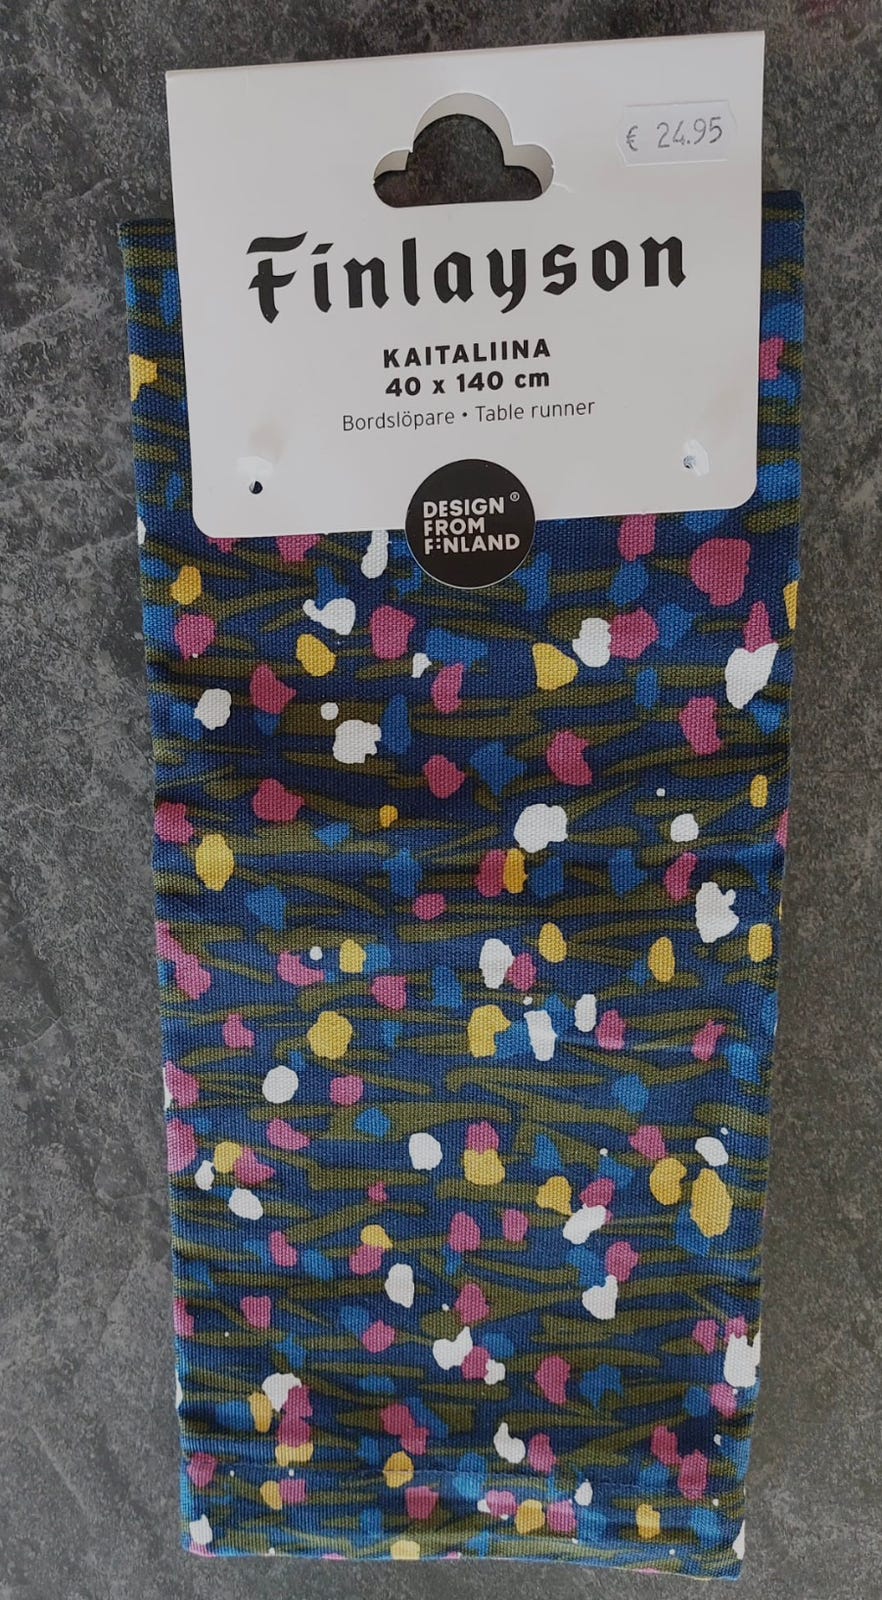 € 24.95
Finlayson
KAITALIINA
40 x 140 cm
Bordslöpare • Table runner
DESIGN ®
FROM
FINLAND